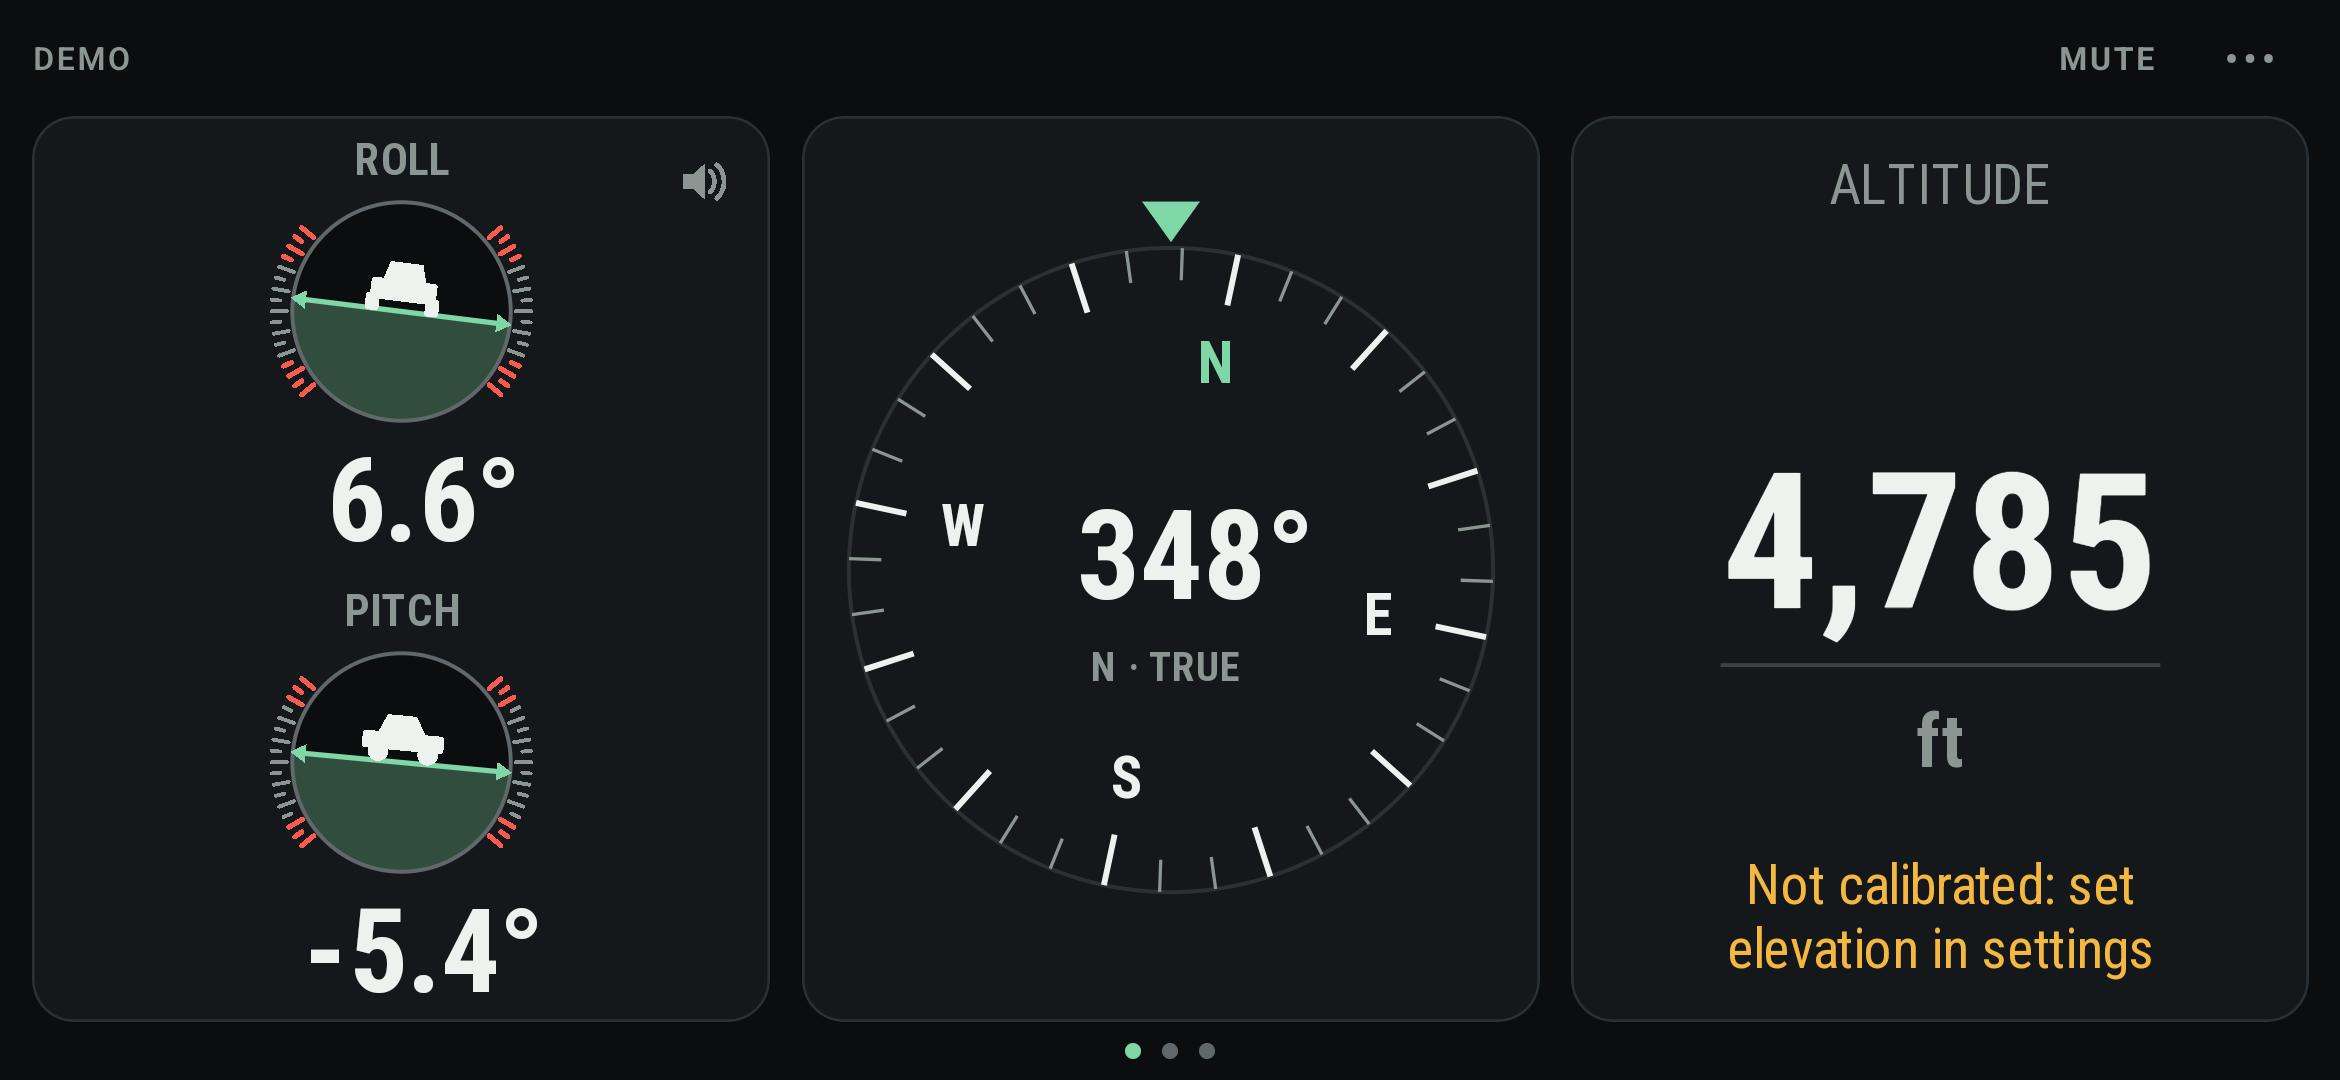 DEMO
MUTE
ROLL
6.6°
PITCH
-5.4°
N
W
348°
E
N · TRUE
S
ALTITUDE
4,785
ft
Not calibrated: set
elevation in settings